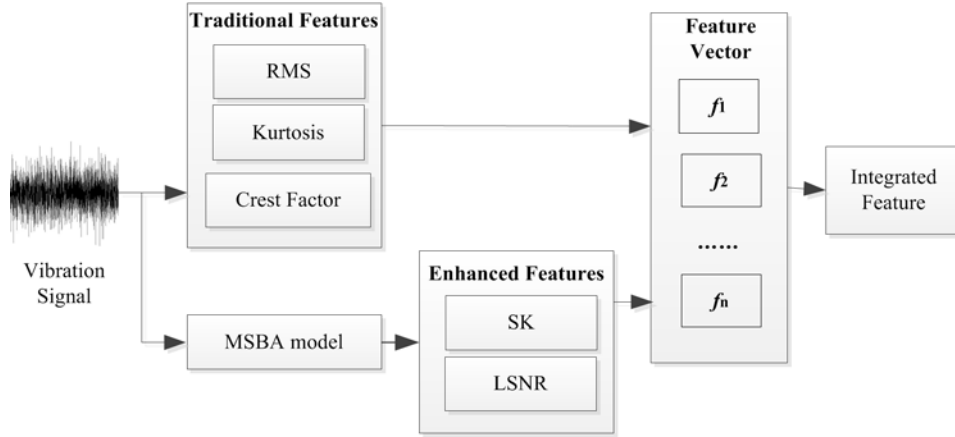 Traditional Features
RMS
Kurtosis
Crest Factor
Vibration
Signal
MSBA model
Enhanced Features
SK
LSNR
Feature
Vector
f1
f2
......
fn
Integrated
Feature